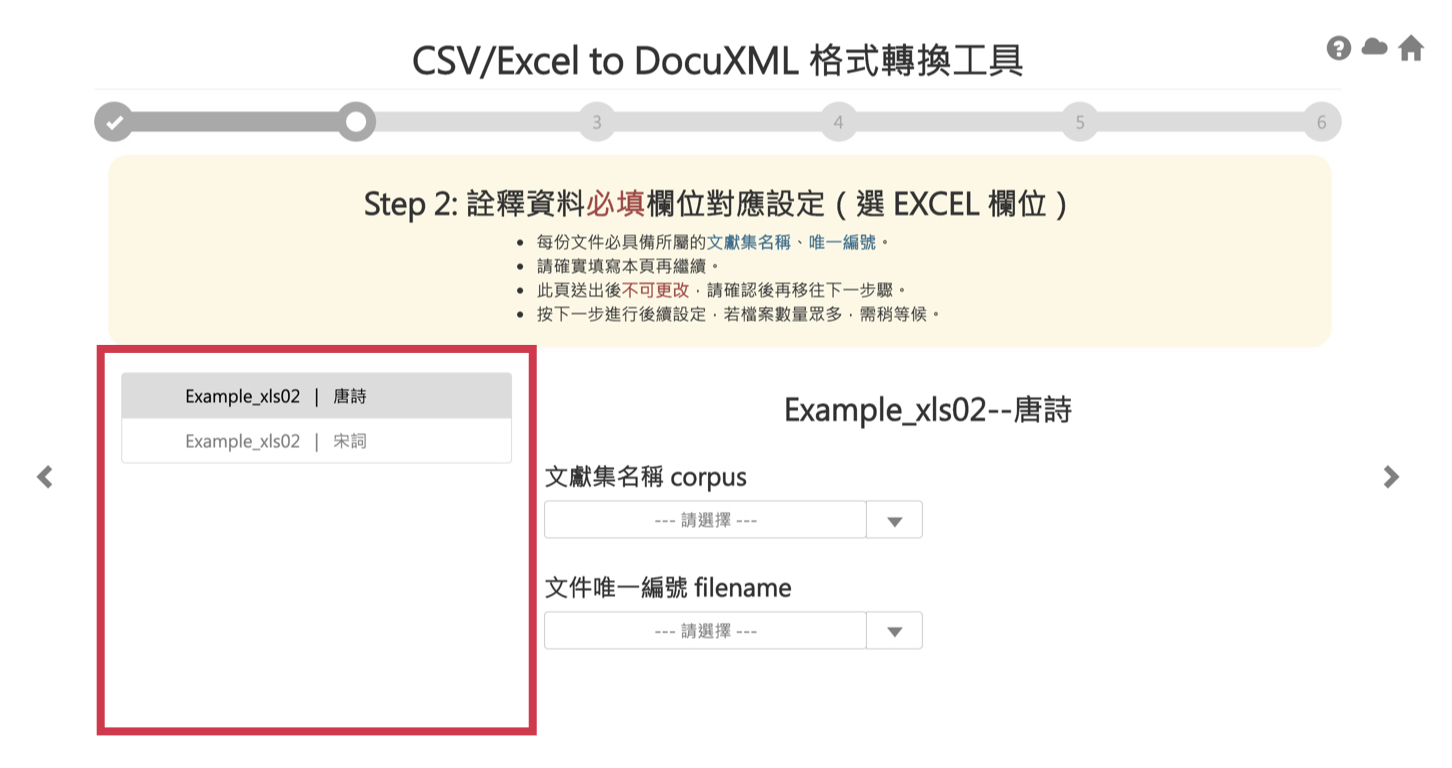 CSV/Excel to DocuXML 格式轉換工具
3
4
5
6
Step 2: 詮釋資料必填欄位對應設定（選 EXCEL 欄位）
• 每份文件必具備所屬的文獻集名稱、唯一編號。
• 請確實填寫本頁再繼續。
• 此頁送出後不可更改，請確認後再移往下一步驟。
• 按下一步進行後續設定，若檔案數量眾多，需稍等候。
Example_xls02 | 唐詩
Example_xls02 | 宋詞
Example_xls02--唐詩
文獻集名稱 corpus
--- 請選擇 ---
文件唯一編號 filename
--- 請選擇 ---